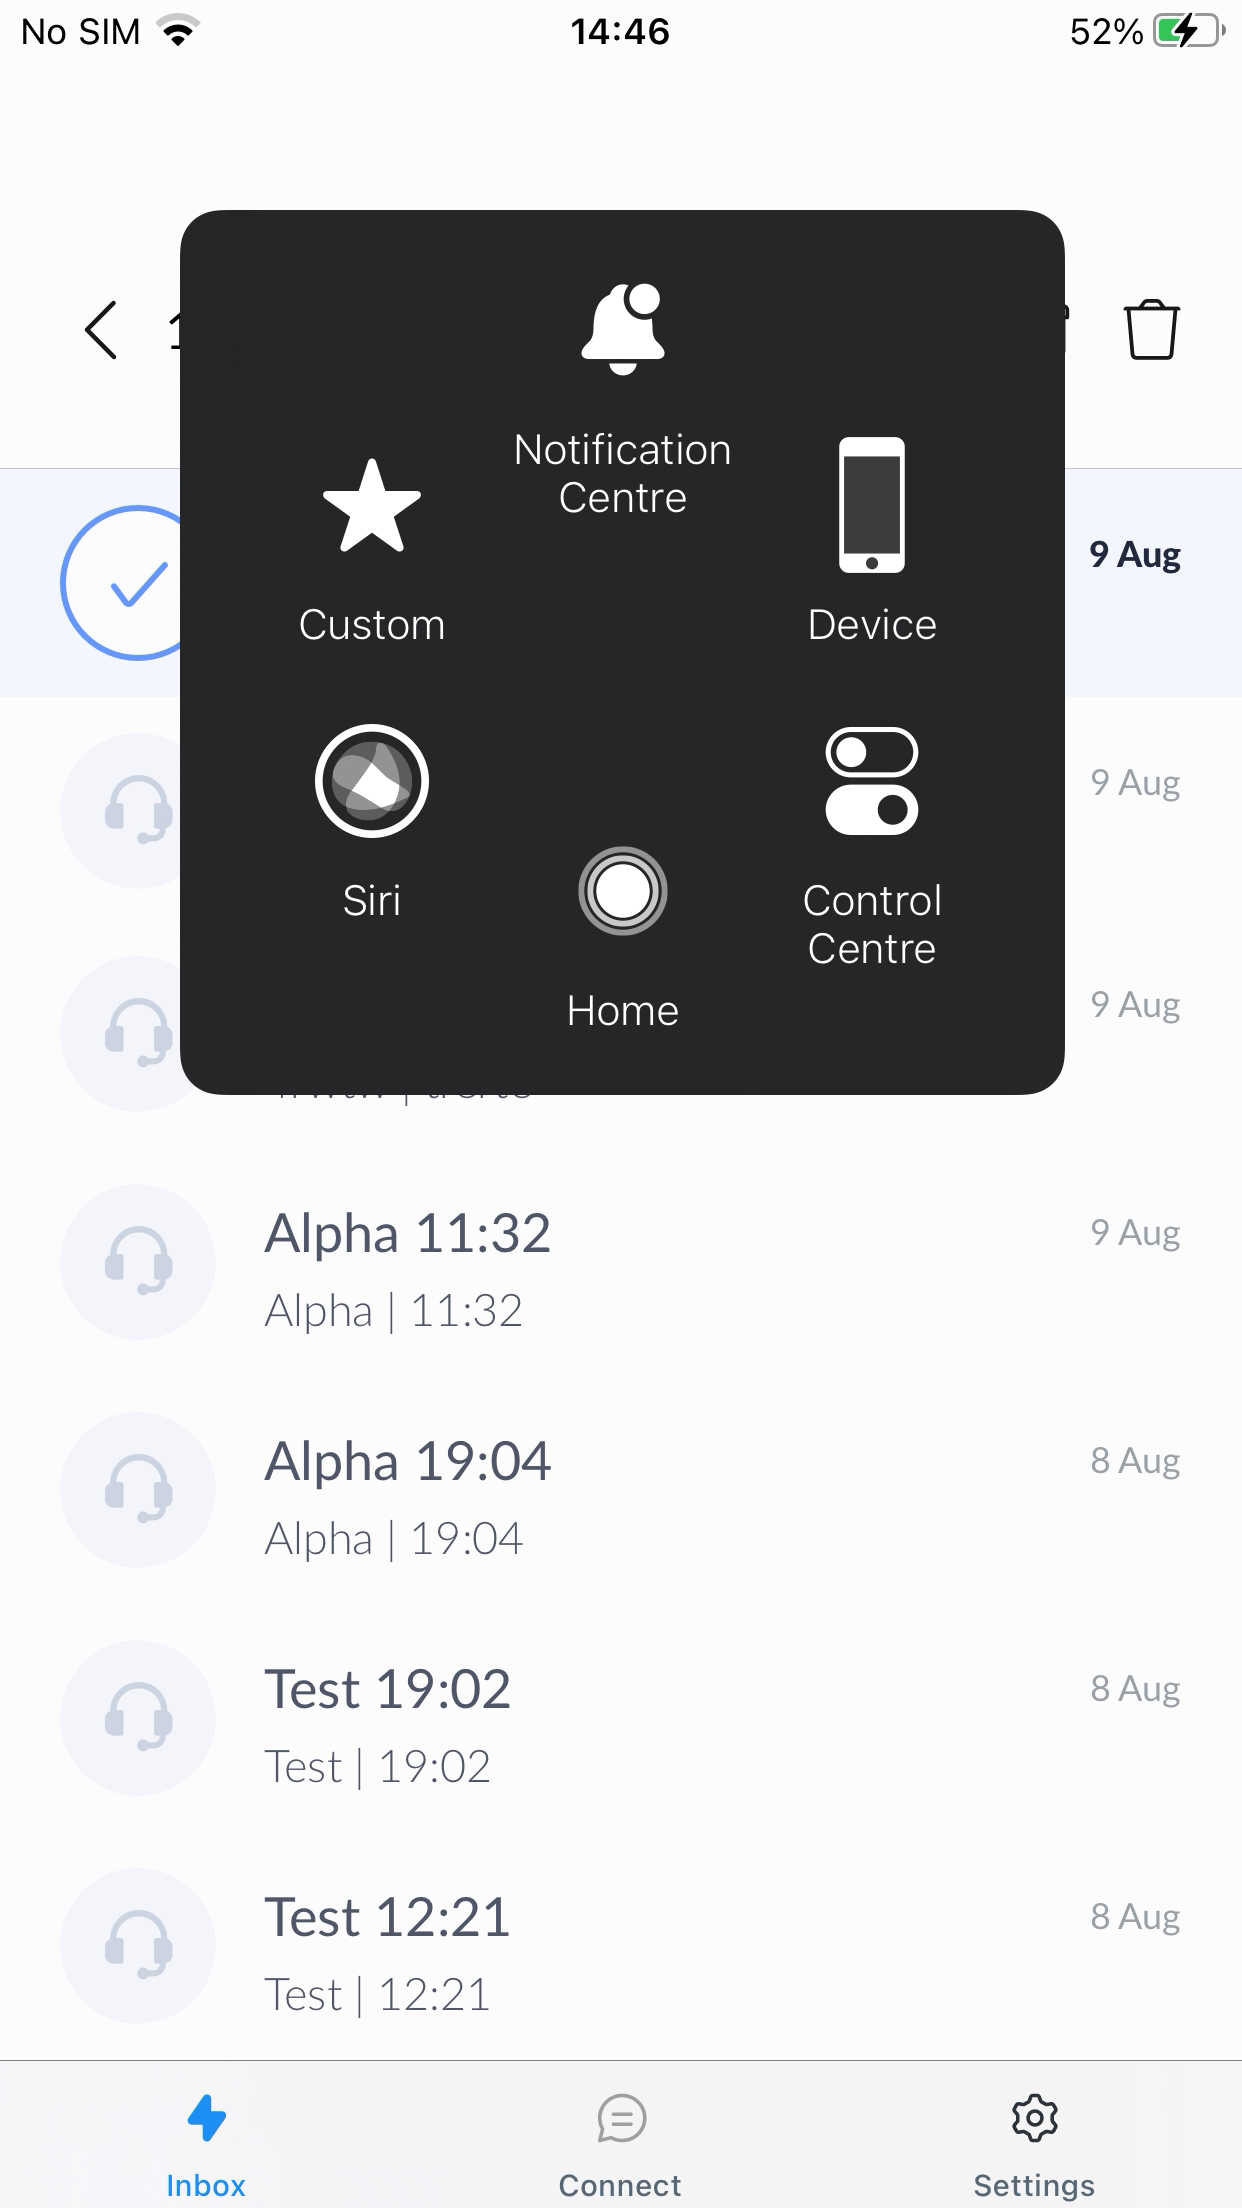 No SIM 14:46 52%
Notification
Centre
Custom
Device
9 Aug
9 Aug
Siri
Control
Centre
Home
9 Aug
Alpha 11:32
9 Aug
Alpha | 11:32
Alpha 19:04
8 Aug
Alpha | 19:04
Test 19:02
8 Aug
Test | 19:02
Test 12:21
8 Aug
Test | 12:21
Inbox
Connect
Settings